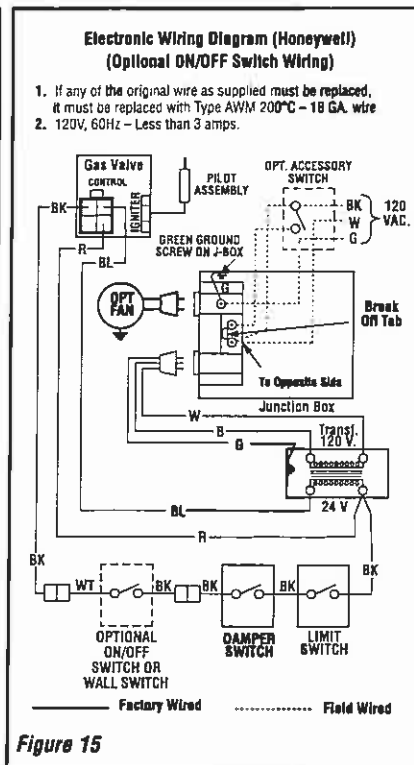 Electronic Wiring Diagram (Honeywell)
(Optional ON/OFF Switch Wiring)
1. If any of the original wire as supplied must be replaced,
it must be replaced with Type AWM 200°C – 18 GA. wire
2. 120V, 60Hz – Less than 3 amps.
Gas Valve
CONTROL
IGNITER
PILOT
ASSEMBLY
OPT. ACCESSORY
SWITCH
BK
W
G
120
VAC.
BK
R
BL
GREEN GROUND
SCREW ON J-BOX
G
OPT
FAN
Break
Off Tab
To Opposite Side
Junction Box
W
B
G
Transf.
120 V.
24 V
BL
R
BK
BK
WT
BK
BK
BK
OPTIONAL
ON/OFF
SWITCH OR
WALL SWITCH
DAMPER
SWITCH
LIMIT
SWITCH
Factory Wired
Field Wired
Figure 15